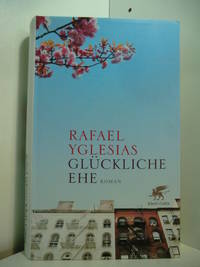 RAFAEL
YGLESIAS
GLÜCKLICHE
EHE ROMAN